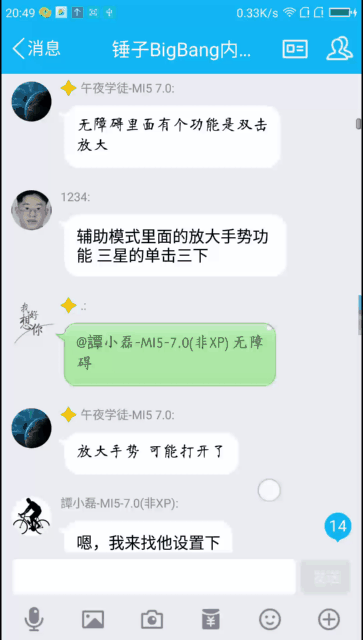 20:49
0.33K/s
消息
锤子BigBang内...
午夜学徒-MI5 7.0:
无障碍里面有个功能是双击
放大
1234:
辅助模式里面的放大手势功
能 三星的单击三下
我好
想你
.:
@譚小磊-MI5-7.0(非XP) 无障
碍
午夜学徒-MI5 7.0:
放大手势 可能打开了
譚小磊-MI5-7.0(非XP):
嗯，我来找他设置下
14